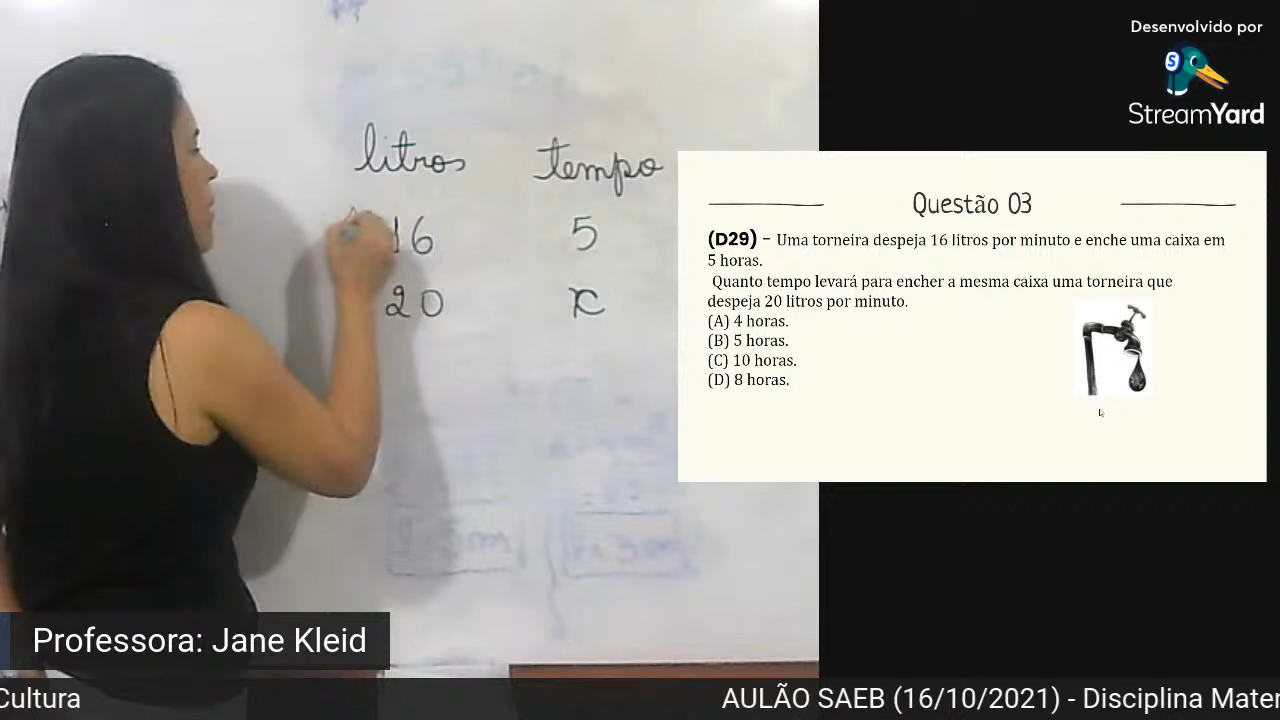 Desenvolvido por
StreamYard
litros tempo
16 5
20 x
Questão 03
(D29) – Uma torneira despeja 16 litros por minuto e enche uma caixa em
5 horas.
Quanto tempo levará para encher a mesma caixa uma torneira que
despeja 20 litros por minuto.
(A) 4 horas.
(B) 5 horas.
(C) 10 horas.
(D) 8 horas.
Professora: Jane Kleid
Cultura AULÃO SAEB (16/10/2021) - Disciplina Mater